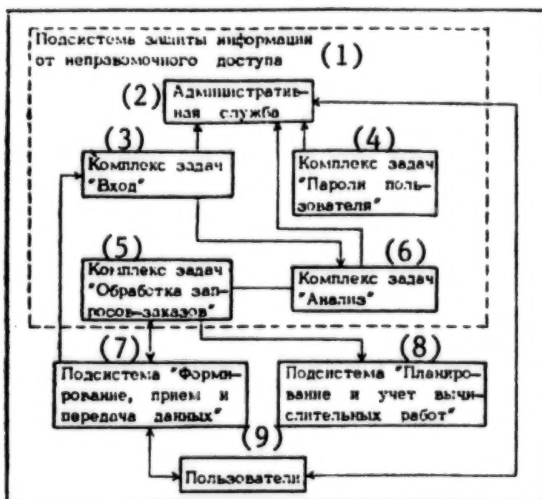 Подсистема защиты информации
от неправомочного доступа (1)
(2) Административ-
ная служба
(3) (4)
Комплекс задач
"Вход"
Комплекс задач
"Пароли поль-
зователя"
(5) (6)
Комплекс задач
"Обработка зап-
росов-заказов"
Комплекс задач
"Анализ"
(7) (8)
Подсистема "Форми-
рование, прием и
передача данных"
Подсистема "Планиро-
вание и учет вычи-
слительных работ"
(9)
Пользователи